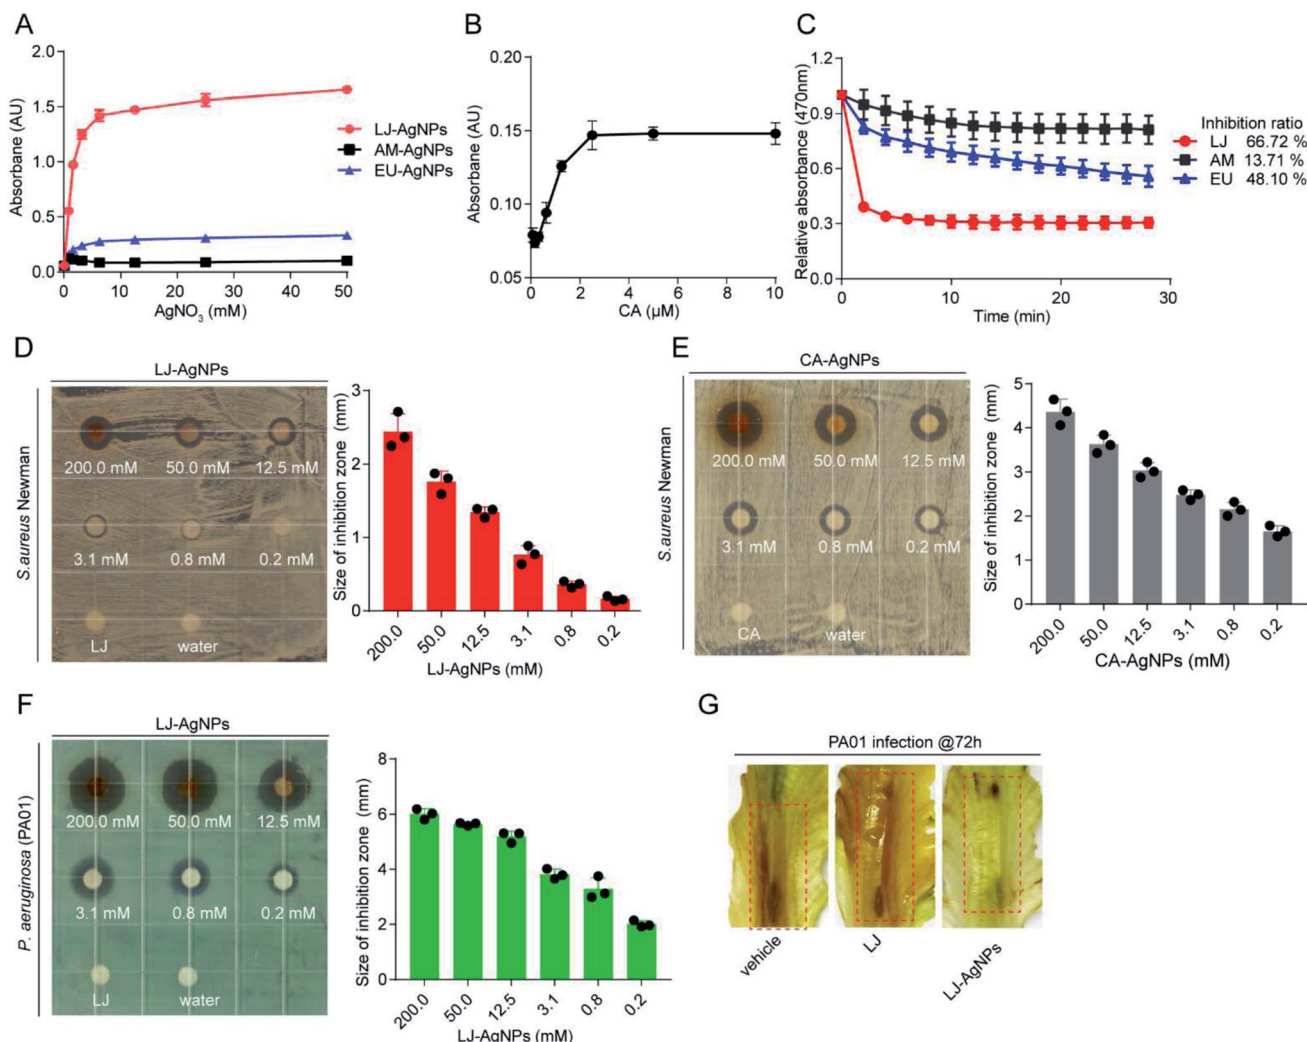 A
Absorbane (AU)
2.0
1.5
1.0
0.5
0.0
0 10 20 30 40 50
AgNO3 (mM)
LJ-AgNPs
AM-AgNPs
EU-AgNPs
B
Absorbane (AU)
0.20
0.15
0.10
0.05
0 2 4 6 8 10
CA (µM)
C
Relative absorbance (470nm)
1.2
0.9
0.6
0.3
0.0
0 10 20 30
Time (min)
Inhibition ratio
LJ 66.72 %
AM 13.71 %
EU 48.10 %
D
LJ-AgNPs
S.aureus Newman
200.0 mM 50.0 mM 12.5 mM
3.1 mM 0.8 mM 0.2 mM
LJ water
Size of inhibition zone (mm)
3
2
1
0
200.0 50.0 12.5 3.1 0.8 0.2
LJ-AgNPs (mM)
E
CA-AgNPs
S.aureus Newman
200.0 mM 50.0 mM 12.5 mM
3.1 mM 0.8 mM 0.2 mM
CA water
Size of inhibition zone (mm)
5
4
3
2
1
0
200.0 50.0 12.5 3.1 0.8 0.2
CA-AgNPs (mM)
F
LJ-AgNPs
P. aeruginosa (PA01)
200.0 mM 50.0 mM 12.5 mM
3.1 mM 0.8 mM 0.2 mM
LJ water
Size of inhibition zone (mm)
8
6
4
2
0
200.0 50.0 12.5 3.1 0.8 0.2
LJ-AgNPs (mM)
G
PA01 infection @72h
vehicle
LJ
LJ-AgNPs